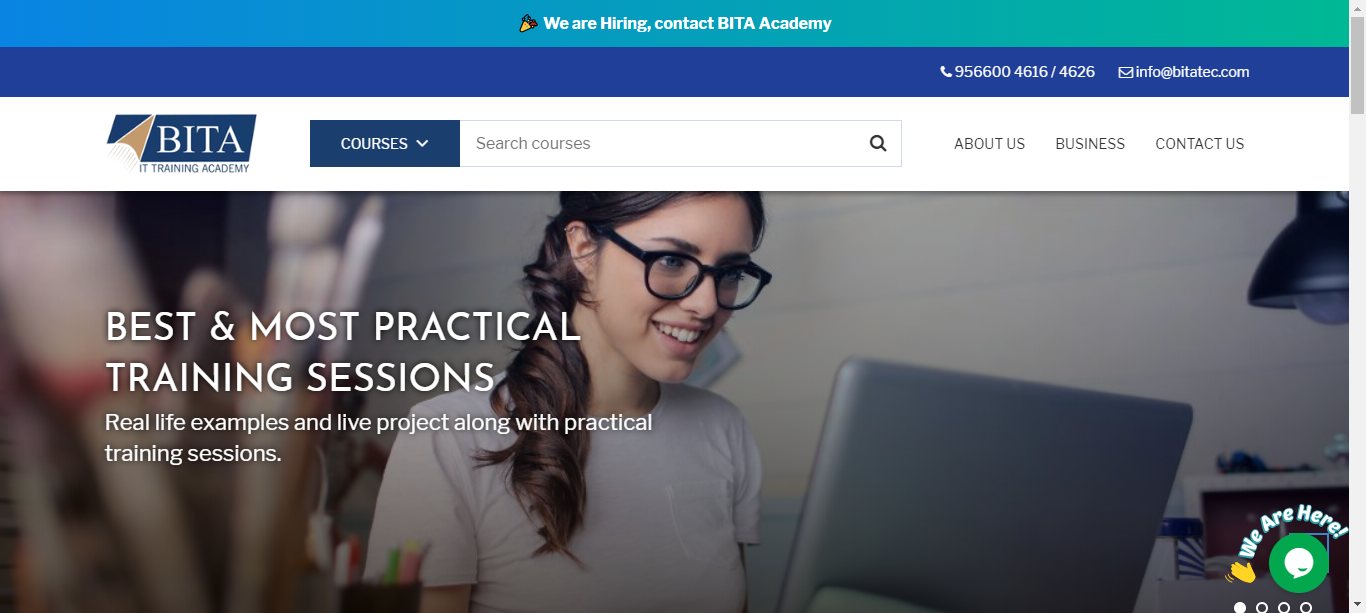 We are Hiring, contact BITA Academy
956600 4616 / 4626 info@bitatec.com
BITA
IT TRAINING ACADEMY
COURSES
Search courses
ABOUT US BUSINESS CONTACT US
BEST & MOST PRACTICAL
TRAINING SESSIONS
Real life examples and live project along with practical
training sessions.
We Are Here!